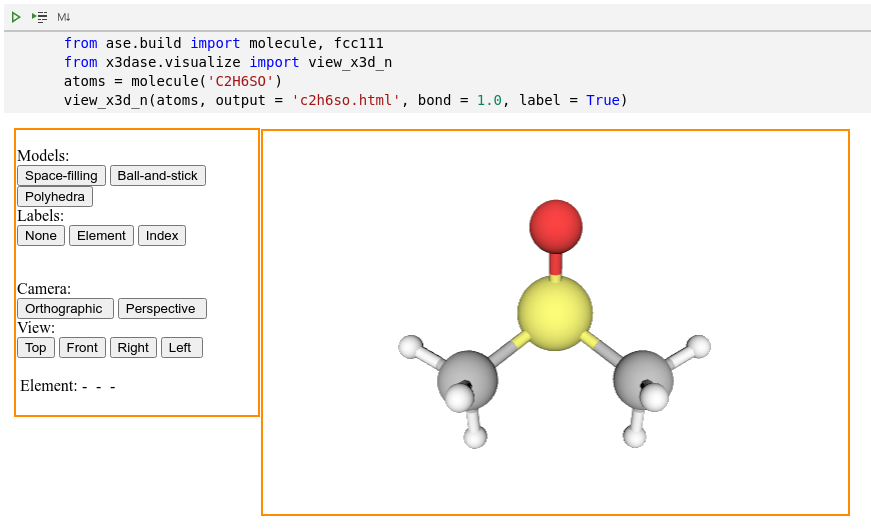 M↓
from ase.build import molecule, fcc111
from x3dase.visualize import view_x3d_n
atoms = molecule('C2H6SO')
view_x3d_n(atoms, output = 'c2h6so.html', bond = 1.0, label = True)
Models:
Space-filling Ball-and-stick
Polyhedra
Labels:
None Element Index
Camera:
Orthographic Perspective
View:
Top Front Right Left
Element: - - -